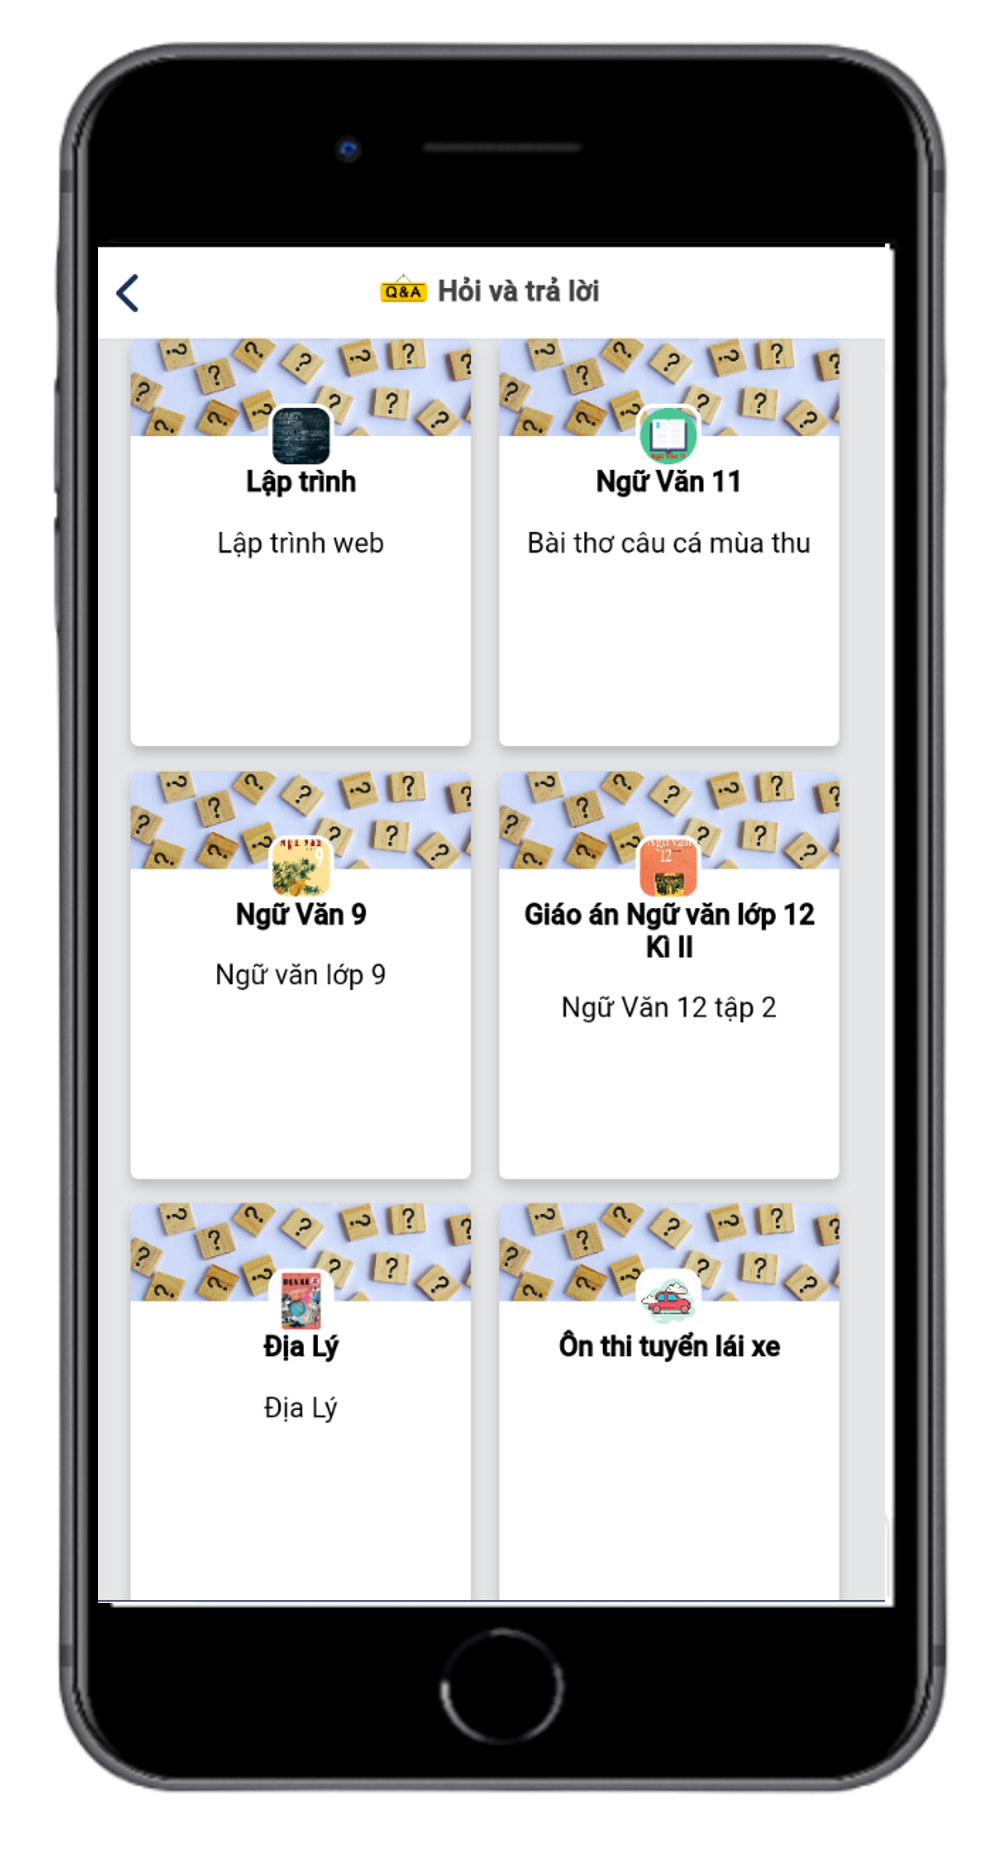 Q&A Hỏi và trả lời
Lập trình
Lập trình web
Ngữ Văn 11
Bài thơ câu cá mùa thu
Ngữ Văn 9
Ngữ văn lớp 9
Giáo án Ngữ văn lớp 12
Kì II
Ngữ Văn 12 tập 2
Địa Lý
Địa Lý
Ôn thi tuyển lái xe